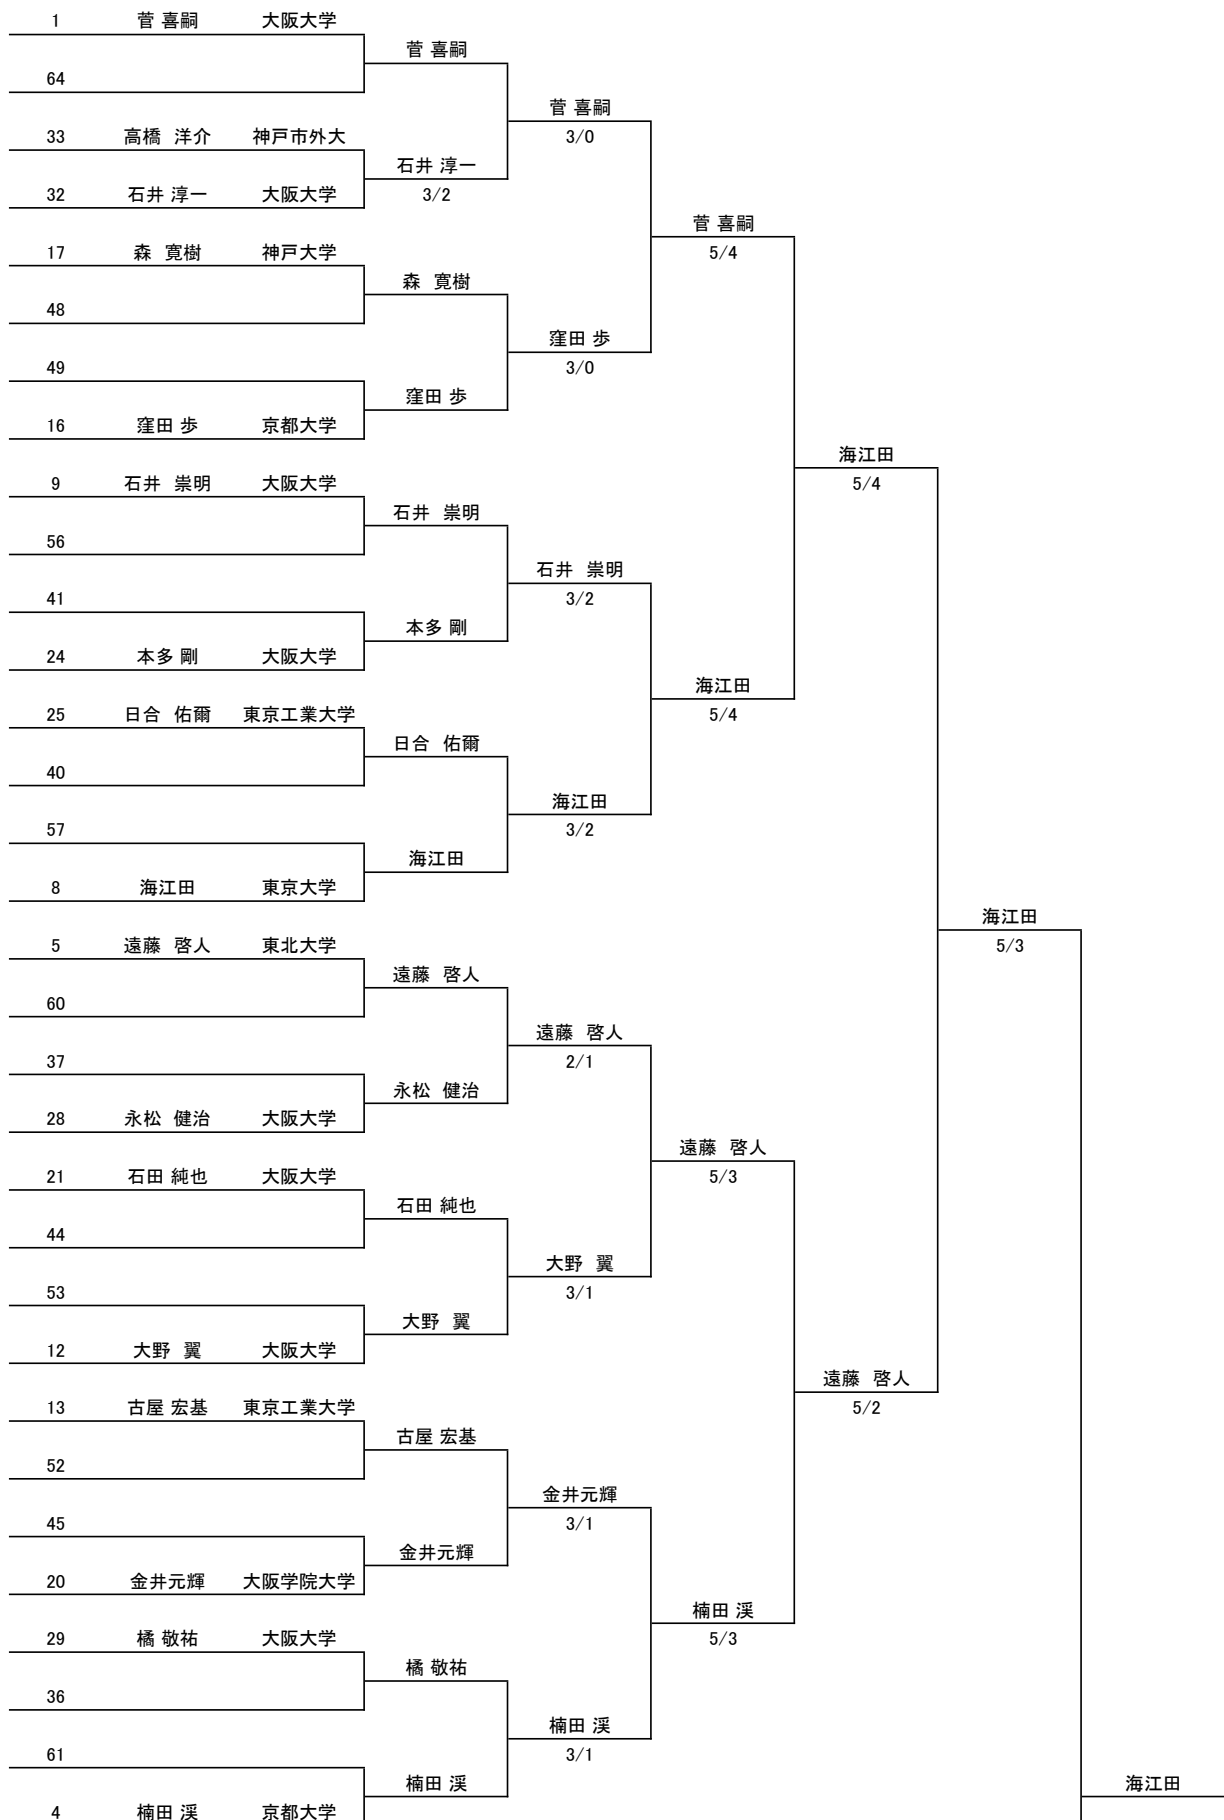 1 菅 喜嗣 大阪大学
菅 喜嗣
64
菅 喜嗣
3/0
33 高橋 洋介 神戸市外大
石井 淳一
3/2
32 石井 淳一 大阪大学
菅 喜嗣
5/4
17 森 寛樹 神戸大学
森 寛樹
48
窪田 歩
3/0
49
窪田 歩
16 窪田 歩 京都大学
海江田
5/4
9 石井 崇明 大阪大学
石井 崇明
56
石井 崇明
3/2
41
本多 剛
24 本多 剛 大阪大学
海江田
5/4
25 日合 佑爾 東京工業大学
日合 佑爾
40
海江田
3/2
57
海江田
8 海江田 東京大学
海江田
5/3
5 遠藤 啓人 東北大学
遠藤 啓人
60
遠藤 啓人
2/1
37
永松 健治
28 永松 健治 大阪大学
遠藤 啓人
5/3
21 石田 純也 大阪大学
石田 純也
44
大野 翼
3/1
53
大野 翼
12 大野 翼 大阪大学
遠藤 啓人
5/2
13 古屋 宏基 東京工業大学
古屋 宏基
52
金井元輝
3/1
45
金井元輝
20 金井元輝 大阪学院大学
楠田 渓
5/3
29 橘 敬祐 大阪大学
橘 敬祐
36
楠田 渓
3/1
61
楠田 渓
海江田
4 楠田 渓 京都大学